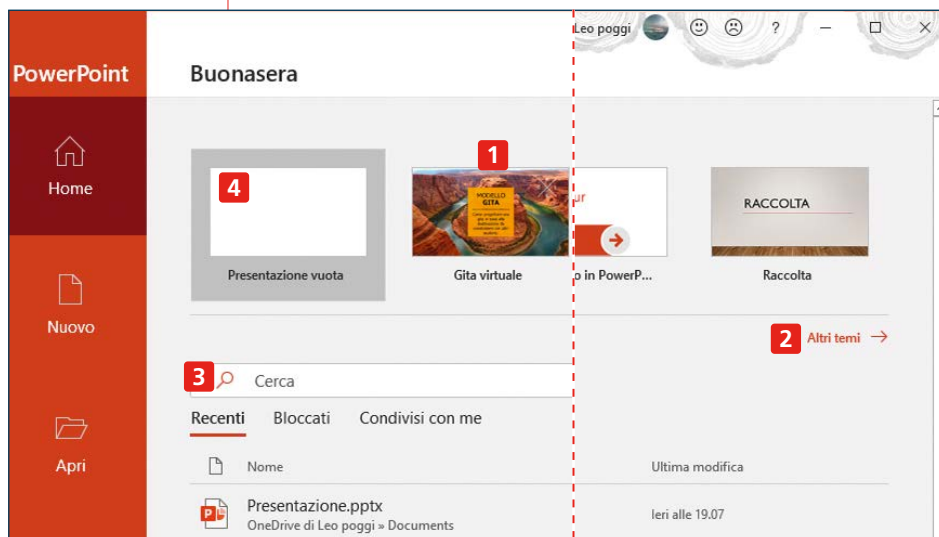 Leo poggi
?
PowerPoint
Buonasera
Home
Nuovo
Apri
4
1
MODELLO
GITA
ur
RACCOLTA
Presentazione vuota
Gita virtuale
o in PowerP...
Raccolta
2 Altri temi
3 Cerca
Recenti Bloccati Condivisi con me
Nome Ultima modifica
Presentazione.pptx
OneDrive di Leo poggi » Documents
Ieri alle 19.07